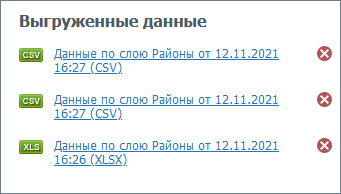 Выгруженные данные
CSV Данные по слою Районы от 12.11.2021
16:27 (CSV)
CSV Данные по слою Районы от 12.11.2021
16:27 (CSV)
XLS Данные по слою Районы от 12.11.2021
16:26 (XLSX)